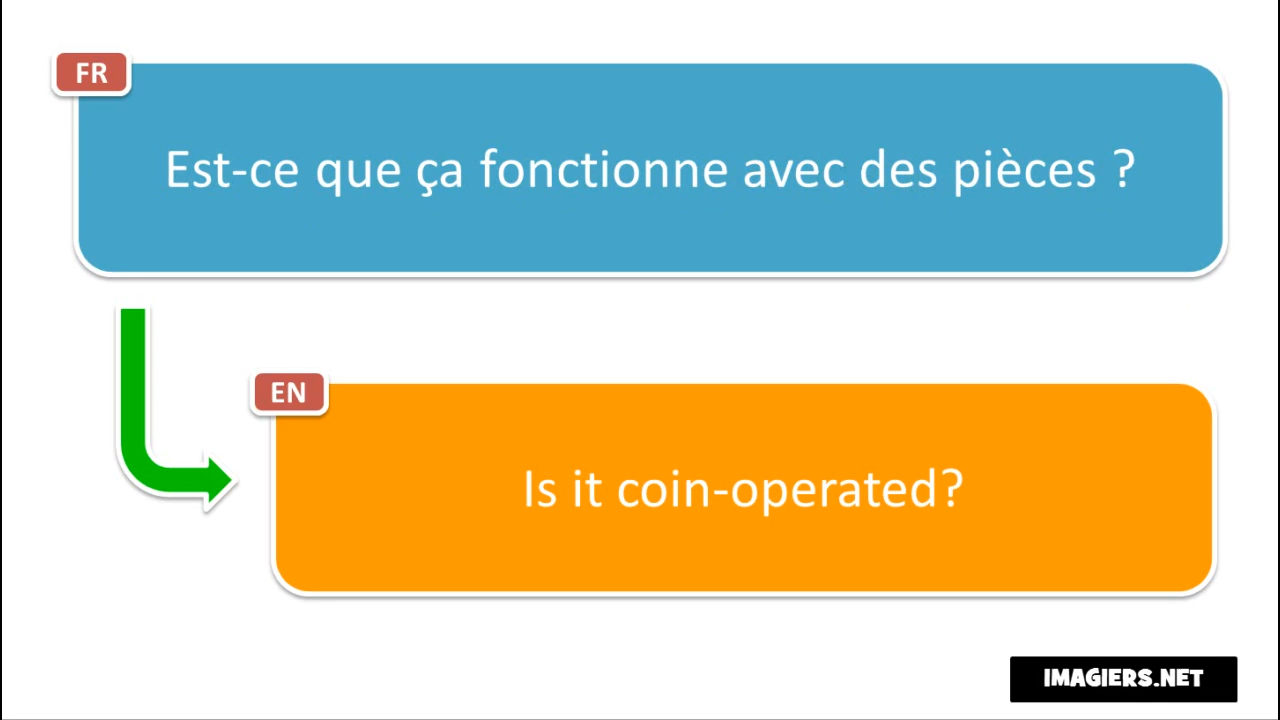 FR
Est-ce que ça fonctionne avec des pièces ?
EN
Is it coin-operated?
IMAGIERS.NET